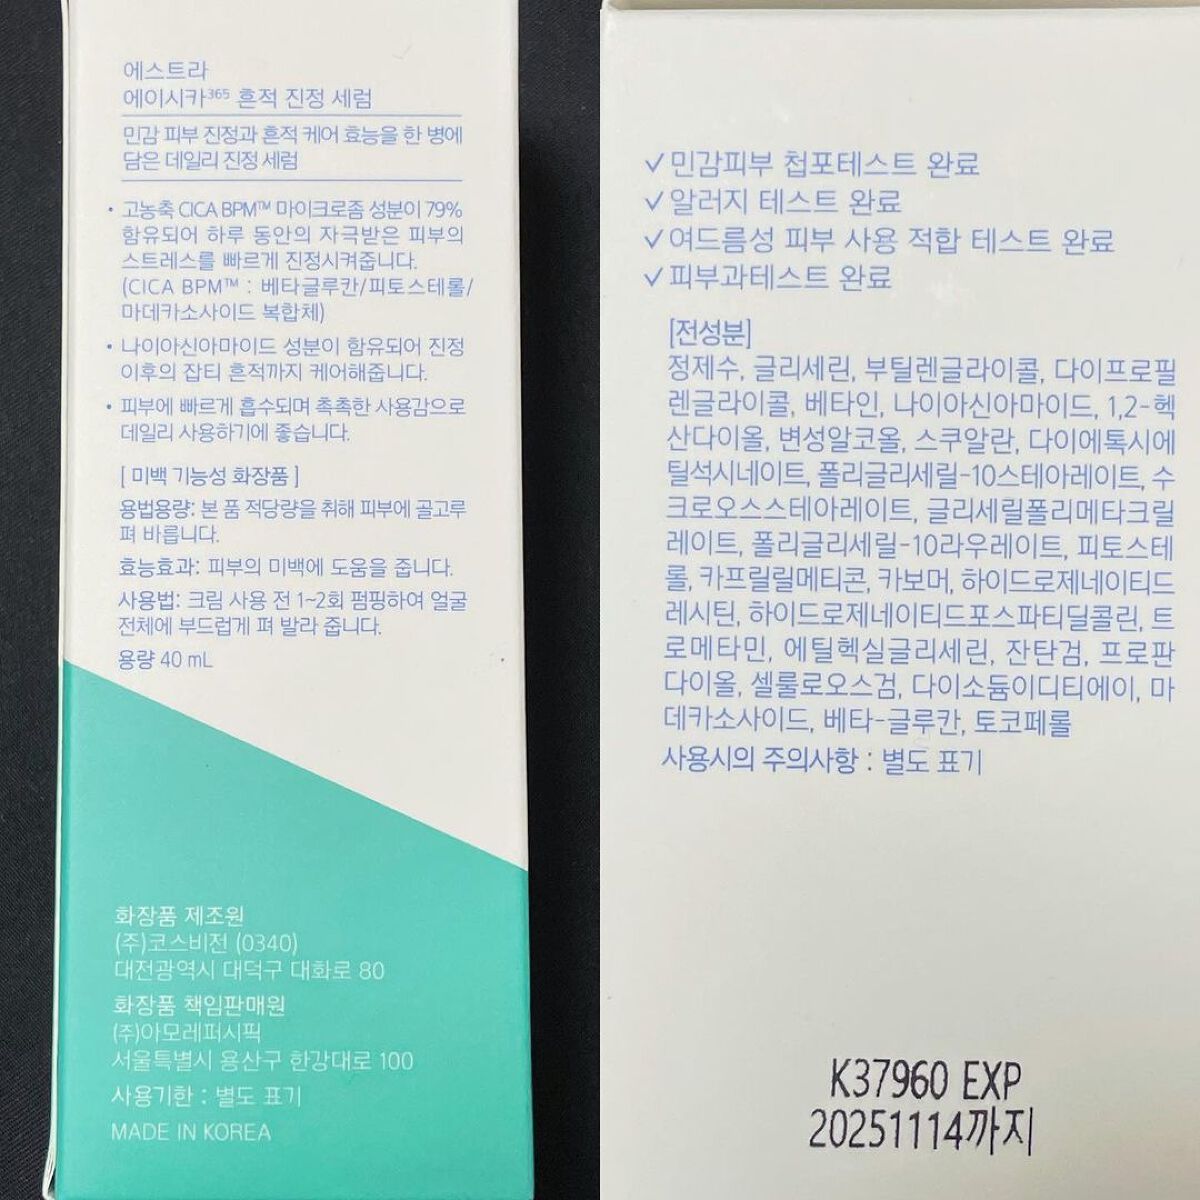 에스트라
에이시카³⁶⁵ 흔적 진정 세럼
민감 피부 진정과 흔적 케어 효능을 한 병에
담은 데일리 진정 세럼
• 고농축 CICA BPM™ 마이크로좀 성분이 79%
함유되어 하루 동안의 자극받은 피부의
스트레스를 빠르게 진정시켜줍니다.
(CICA BPM™ : 베타글루칸/피토스테롤/
마데카소사이드 복합체)
• 나이아신아마이드 성분이 함유되어 진정
이후의 잡티 흔적까지 케어해줍니다.
• 피부에 빠르게 흡수되며 촉촉한 사용감으로
데일리 사용하기에 좋습니다.
[ 미백 기능성 화장품 ]
용법용량: 본 품 적당량을 취해 피부에 골고루
펴 바릅니다.
효능효과: 피부의 미백에 도움을 줍니다.
사용법: 크림 사용 전 1~2회 펌핑하여 얼굴
전체에 부드럽게 펴 발라 줍니다.
용량 40 mL
화장품 제조원
(주)코스비전 (0340)
대전광역시 대덕구 대화로 80
화장품 책임판매원
(주)아모레퍼시픽
서울특별시 용산구 한강대로 100
사용기한 : 별도 표기
MADE IN KOREA
✓민감피부 첩포테스트 완료
✓알러지 테스트 완료
✓여드름성 피부 사용 적합 테스트 완료
✓피부과테스트 완료
[전성분]
정제수, 글리세린, 부틸렌글라이콜, 다이프로필
렌글라이콜, 베타인, 나이아신아마이드, 1,2-헥
산다이올, 변성알코올, 스쿠알란, 다이에톡시에
틸석시네이트, 폴리글리세릴-10스테아레이트, 수
크로오스스테아레이트, 글리세릴폴리메타크릴
레이트, 폴리글리세릴-10라우레이트, 피토스테
롤, 카프릴릴메티콘, 카보머, 하이드로제네이티드
레시틴, 하이드로제네이티드포스파티딜콜린, 트
로메타민, 에틸헥실글리세린, 잔탄검, 프로판
다이올, 셀룰로오스검, 다이소듐이디티에이, 마
데카소사이드, 베타-글루칸, 토코페롤
사용시의 주의사항 : 별도 표기
K37960 EXP
20251114까지